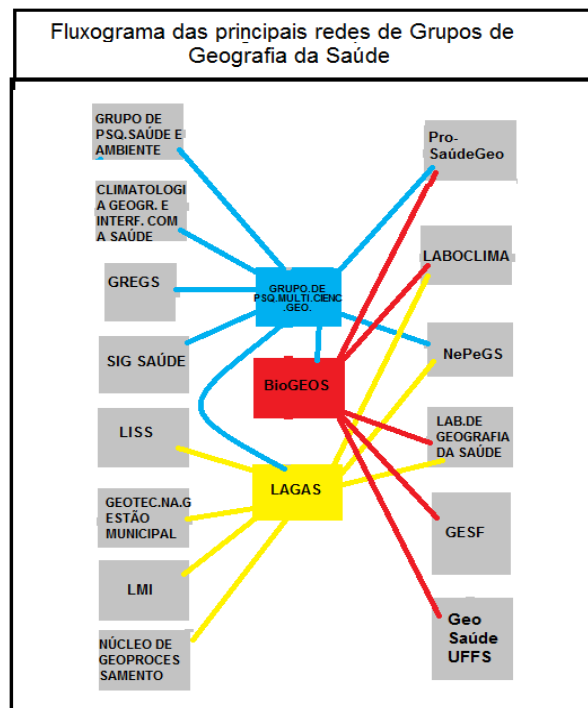 Fluxograma das principais redes de Grupos de
Geografia da Saúde
GRUPO DE
PSQ.SAÚDE E
AMBIENTE
CLIMATOLOGI
A GEOGR. E
INTERF. COM
A SAÚDE
GREGS
SIG SAÚDE
LISS
GEOTEC.NA.G
ESTÃO
MUNICIPAL
LMI
NÚCLEO DE
GEOPROCES
SAMENTO
GRUPO.DE
PSQ.MULTI.CIENC
.GEO.
BioGEOS
LAGAS
Pro-
SaúdeGeo
LABOCLIMA
NePeGS
LAB.DE
GEOGRAFIA
DA SAÚDE
GESF
Geo
Saúde
UFFS